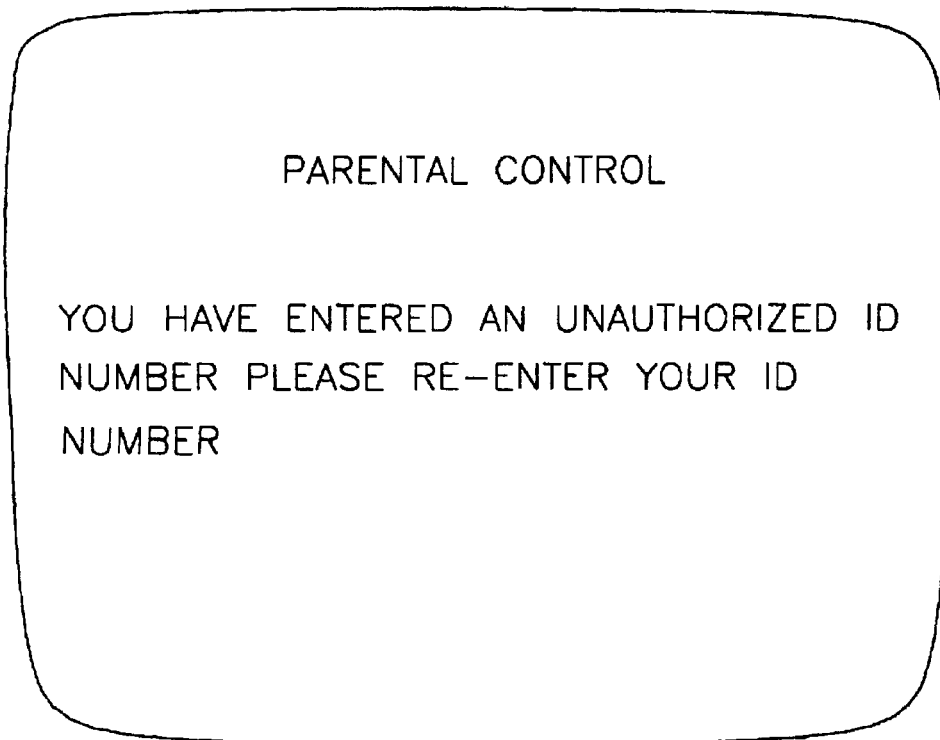 PARENTAL CONTROL
YOU HAVE ENTERED AN UNAUTHORIZED ID
NUMBER PLEASE RE-ENTER YOUR ID
NUMBER